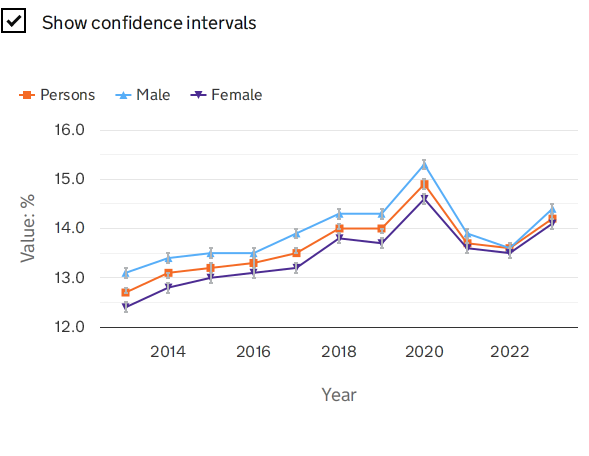 Show confidence intervals
Persons Male Female
16.0
15.0
14.0
13.0
12.0
Value: %
2014 2016 2018 2020 2022
Year